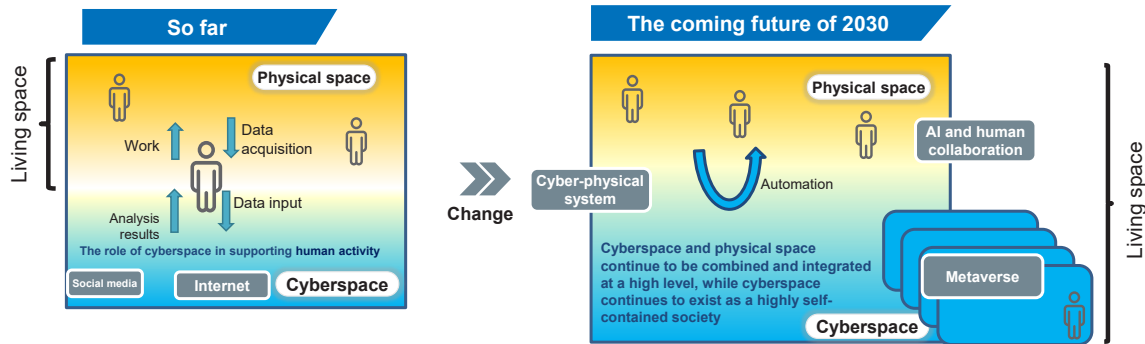 So far
Living space
Physical space
Work
Data
acquisition
Analysis
results
Data input
The role of cyberspace in supporting human activity
Social media
Internet
Cyberspace
Change
The coming future of 2030
Physical space
AI and human
collaboration
Cyber-physical
system
Automation
Cyberspace and physical space
continue to be combined and integrated
at a high level, while cyberspace
continues to exist as a highly self-
contained society
Metaverse
Cyberspace
Living space